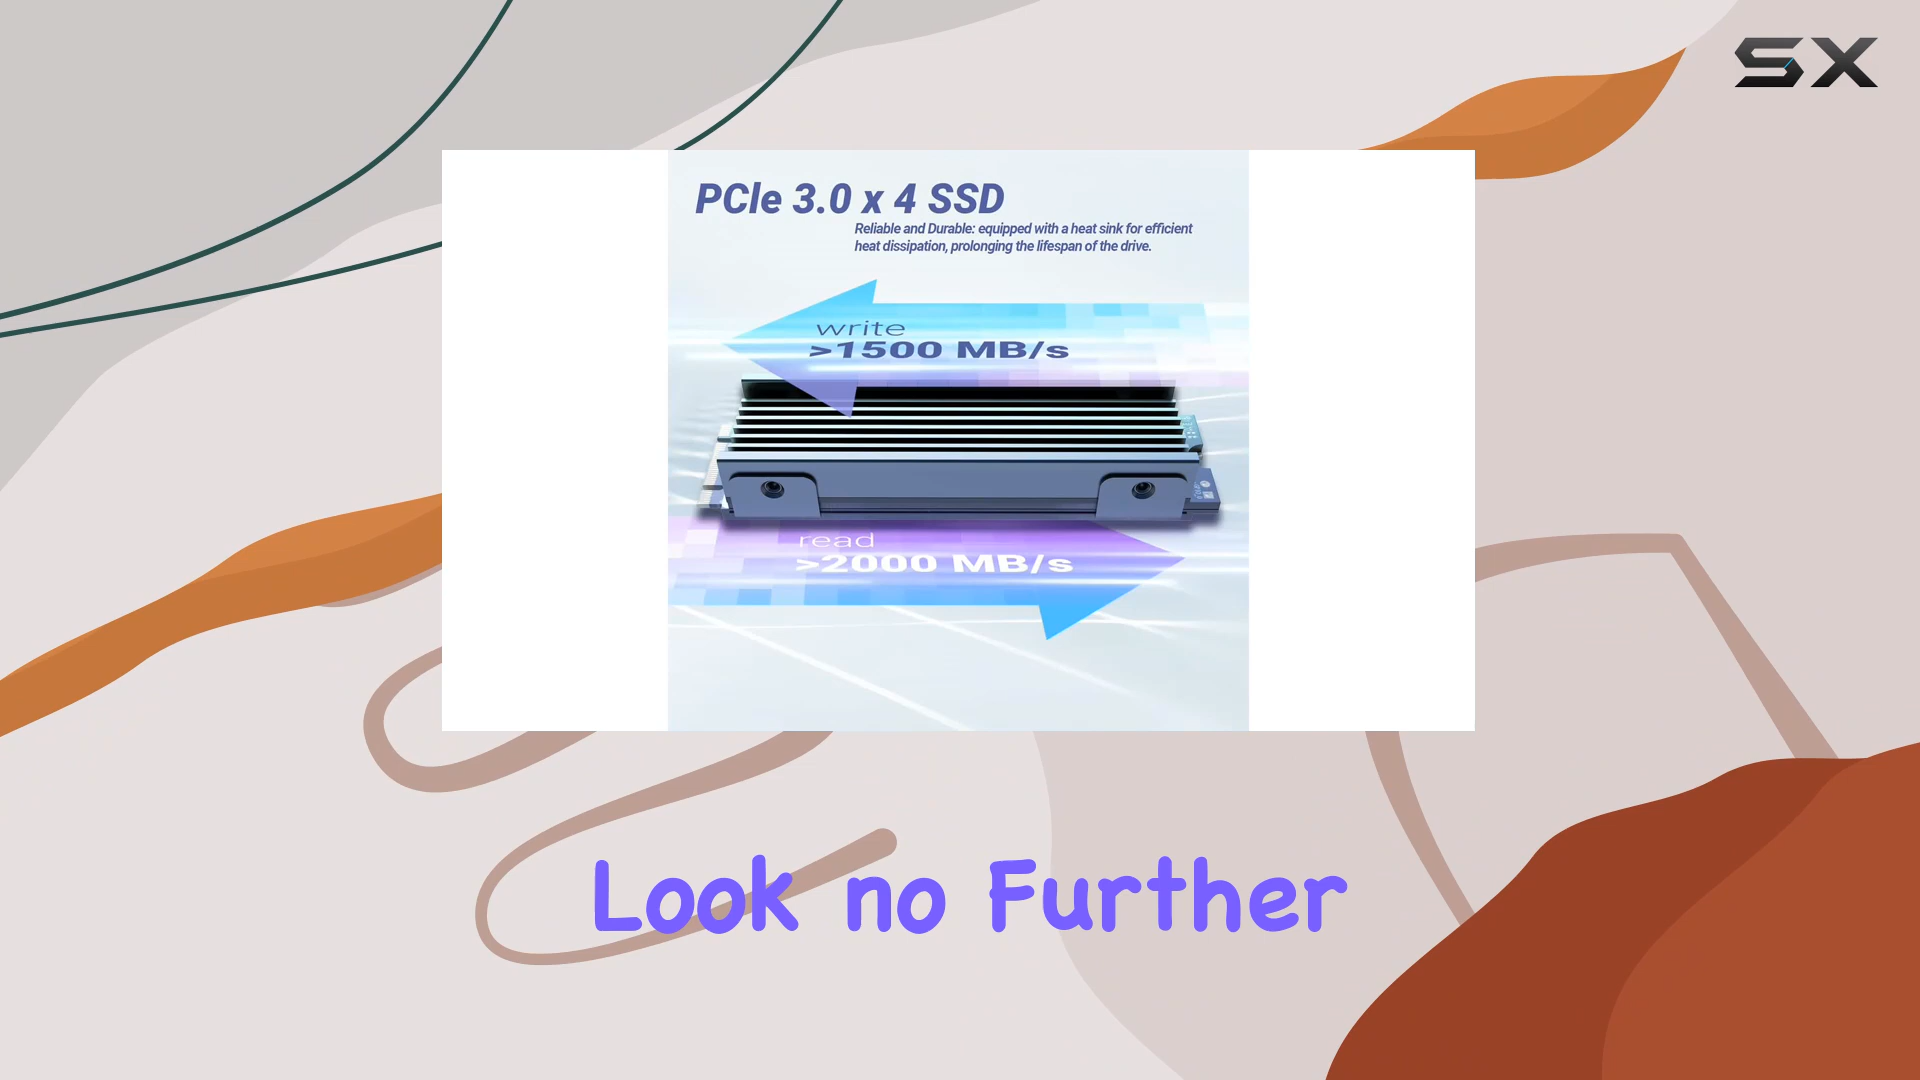 SX
PCIe 3.0 x 4 SSD
Reliable and Durable: equipped with a heat sink for efficient
heat dissipation, prolonging the lifespan of the drive.
write
>1500 MB/s
read
>2000 MB/s
Look no Further